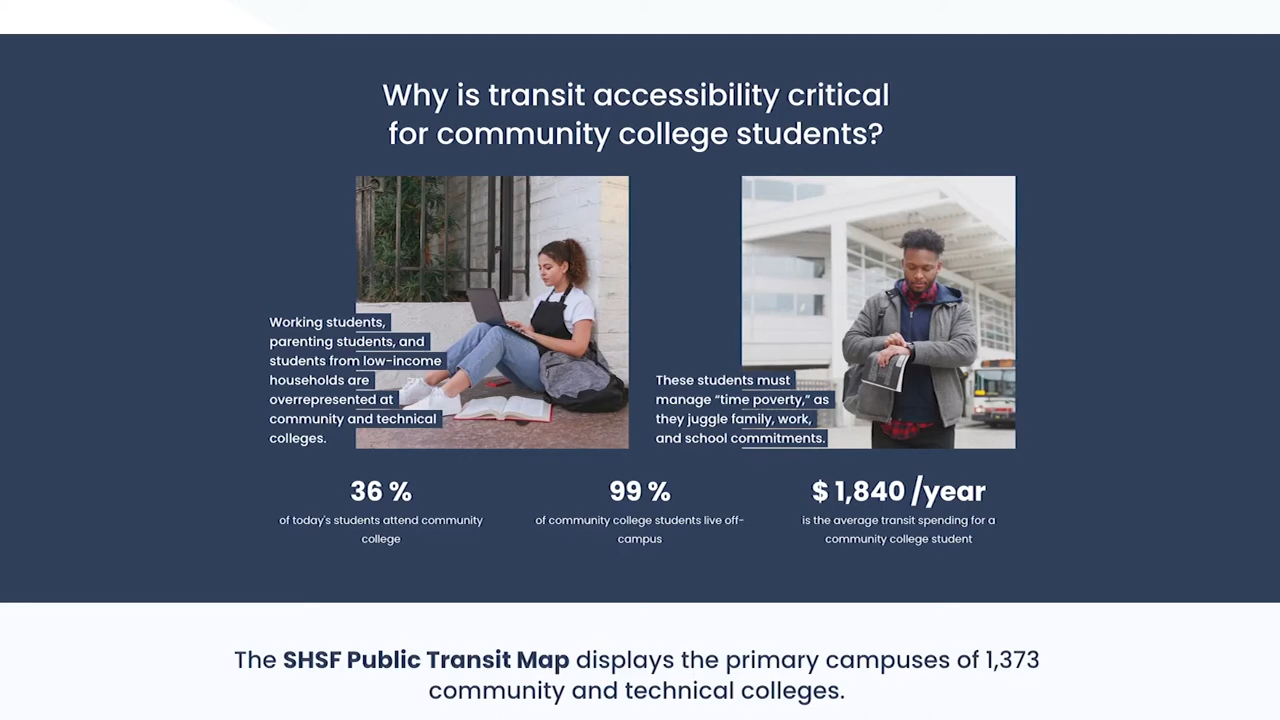 Why is transit accessibility critical
for community college students?
Working students,
parenting students, and
students from low-income
households are
overrepresented at
community and technical
colleges.
These students must
manage “time poverty,” as
they juggle family, work,
and school commitments.
36 %
of today's students attend community
college
99 %
of community college students live off-
campus
$ 1,840 /year
is the average transit spending for a
community college student
The SHSF Public Transit Map displays the primary campuses of 1,373
community and technical colleges.